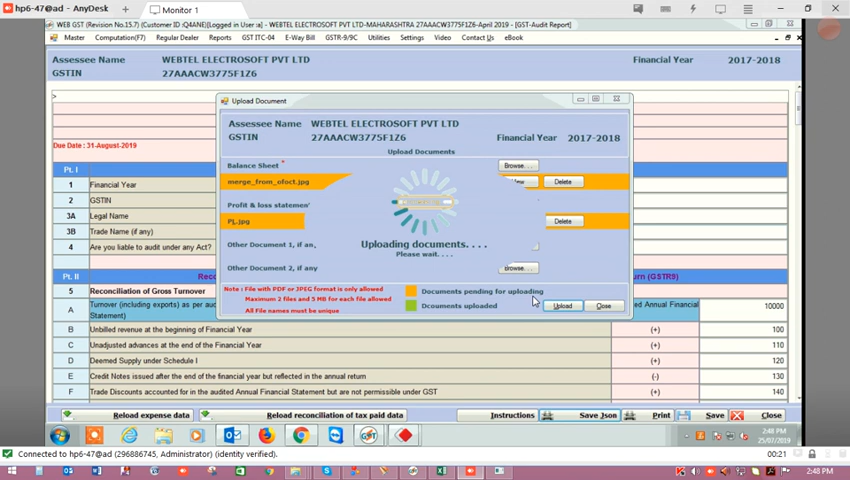 hp6-47@ad - AnyDesk
Monitor 1
WEB GST (Revision No.15.7) (Customer ID :Q4ANE)[Logged in User :a] - WEBTEL ELECTROSOFT PVT LTD-MAHARASHTRA-27AAACW3775F1Z6-April 2019 - [GST-Audit Report]
Master Computation(GST) Regular Dealer Reports GST ITC-04 E-Way Bill GSTR-9/9C Utilities Settings Video Contact Us eBook
Assessee Name WEBTEL ELECTROSOFT PVT LTD Financial Year 2017-2018
GSTIN 27AAACW3775F1Z6
>
Due Date : 31-August-2019
Pt. I
1 Financial Year
2 GSTIN
3A Legal Name
3B Trade Name (if any)
4 Are you liable to audit under any Act?
Pt. II
5 Reconciliation of Gross Turnover
A Turnover (including exports) as per
ed Annual Financial Statement 10000
B Unbilled revenue at the beginning of Financial Year (+) 100
C Unadjusted advances at the end of the Financial Year (+) 110
D Deemed Supply under Schedule I (+) 120
E Credit Notes issued after the end of the financial year but reflected in the annual return (-) 130
F Trade Discounts accounted for in the audited Annual Financial Statement but are not permissible under GST (+) 140
Upload Document
Assessee Name WEBTEL ELECTROSOFT PVT LTD
GSTIN 27AAACW3775F1Z6 Financial Year 2017-2018
Upload Documents
Balance Sheet * Browse...
merge_from_ofoct.jpg Delete
Profit & loss statement
PL.jpg Delete
Other Document 1, if an
Other Document 2, if any Browse...
Uploading documents. . . .
Please wait. . . .
Note : File with PDF or JPEG format is only allowed
Maximum 2 files and 5 MB for each file allowed
All File names must be unique
Documents pending for uploading
Dcouments uploaded
Upload Close
Reload expense data Reload reconciliation of tax paid data Instructions Save Json Print Save Close
2:48 PM
25/07/2019
Connected to hp6-47@ad (296886745, Administrator) (identity verified). 00:21
2:48 PM